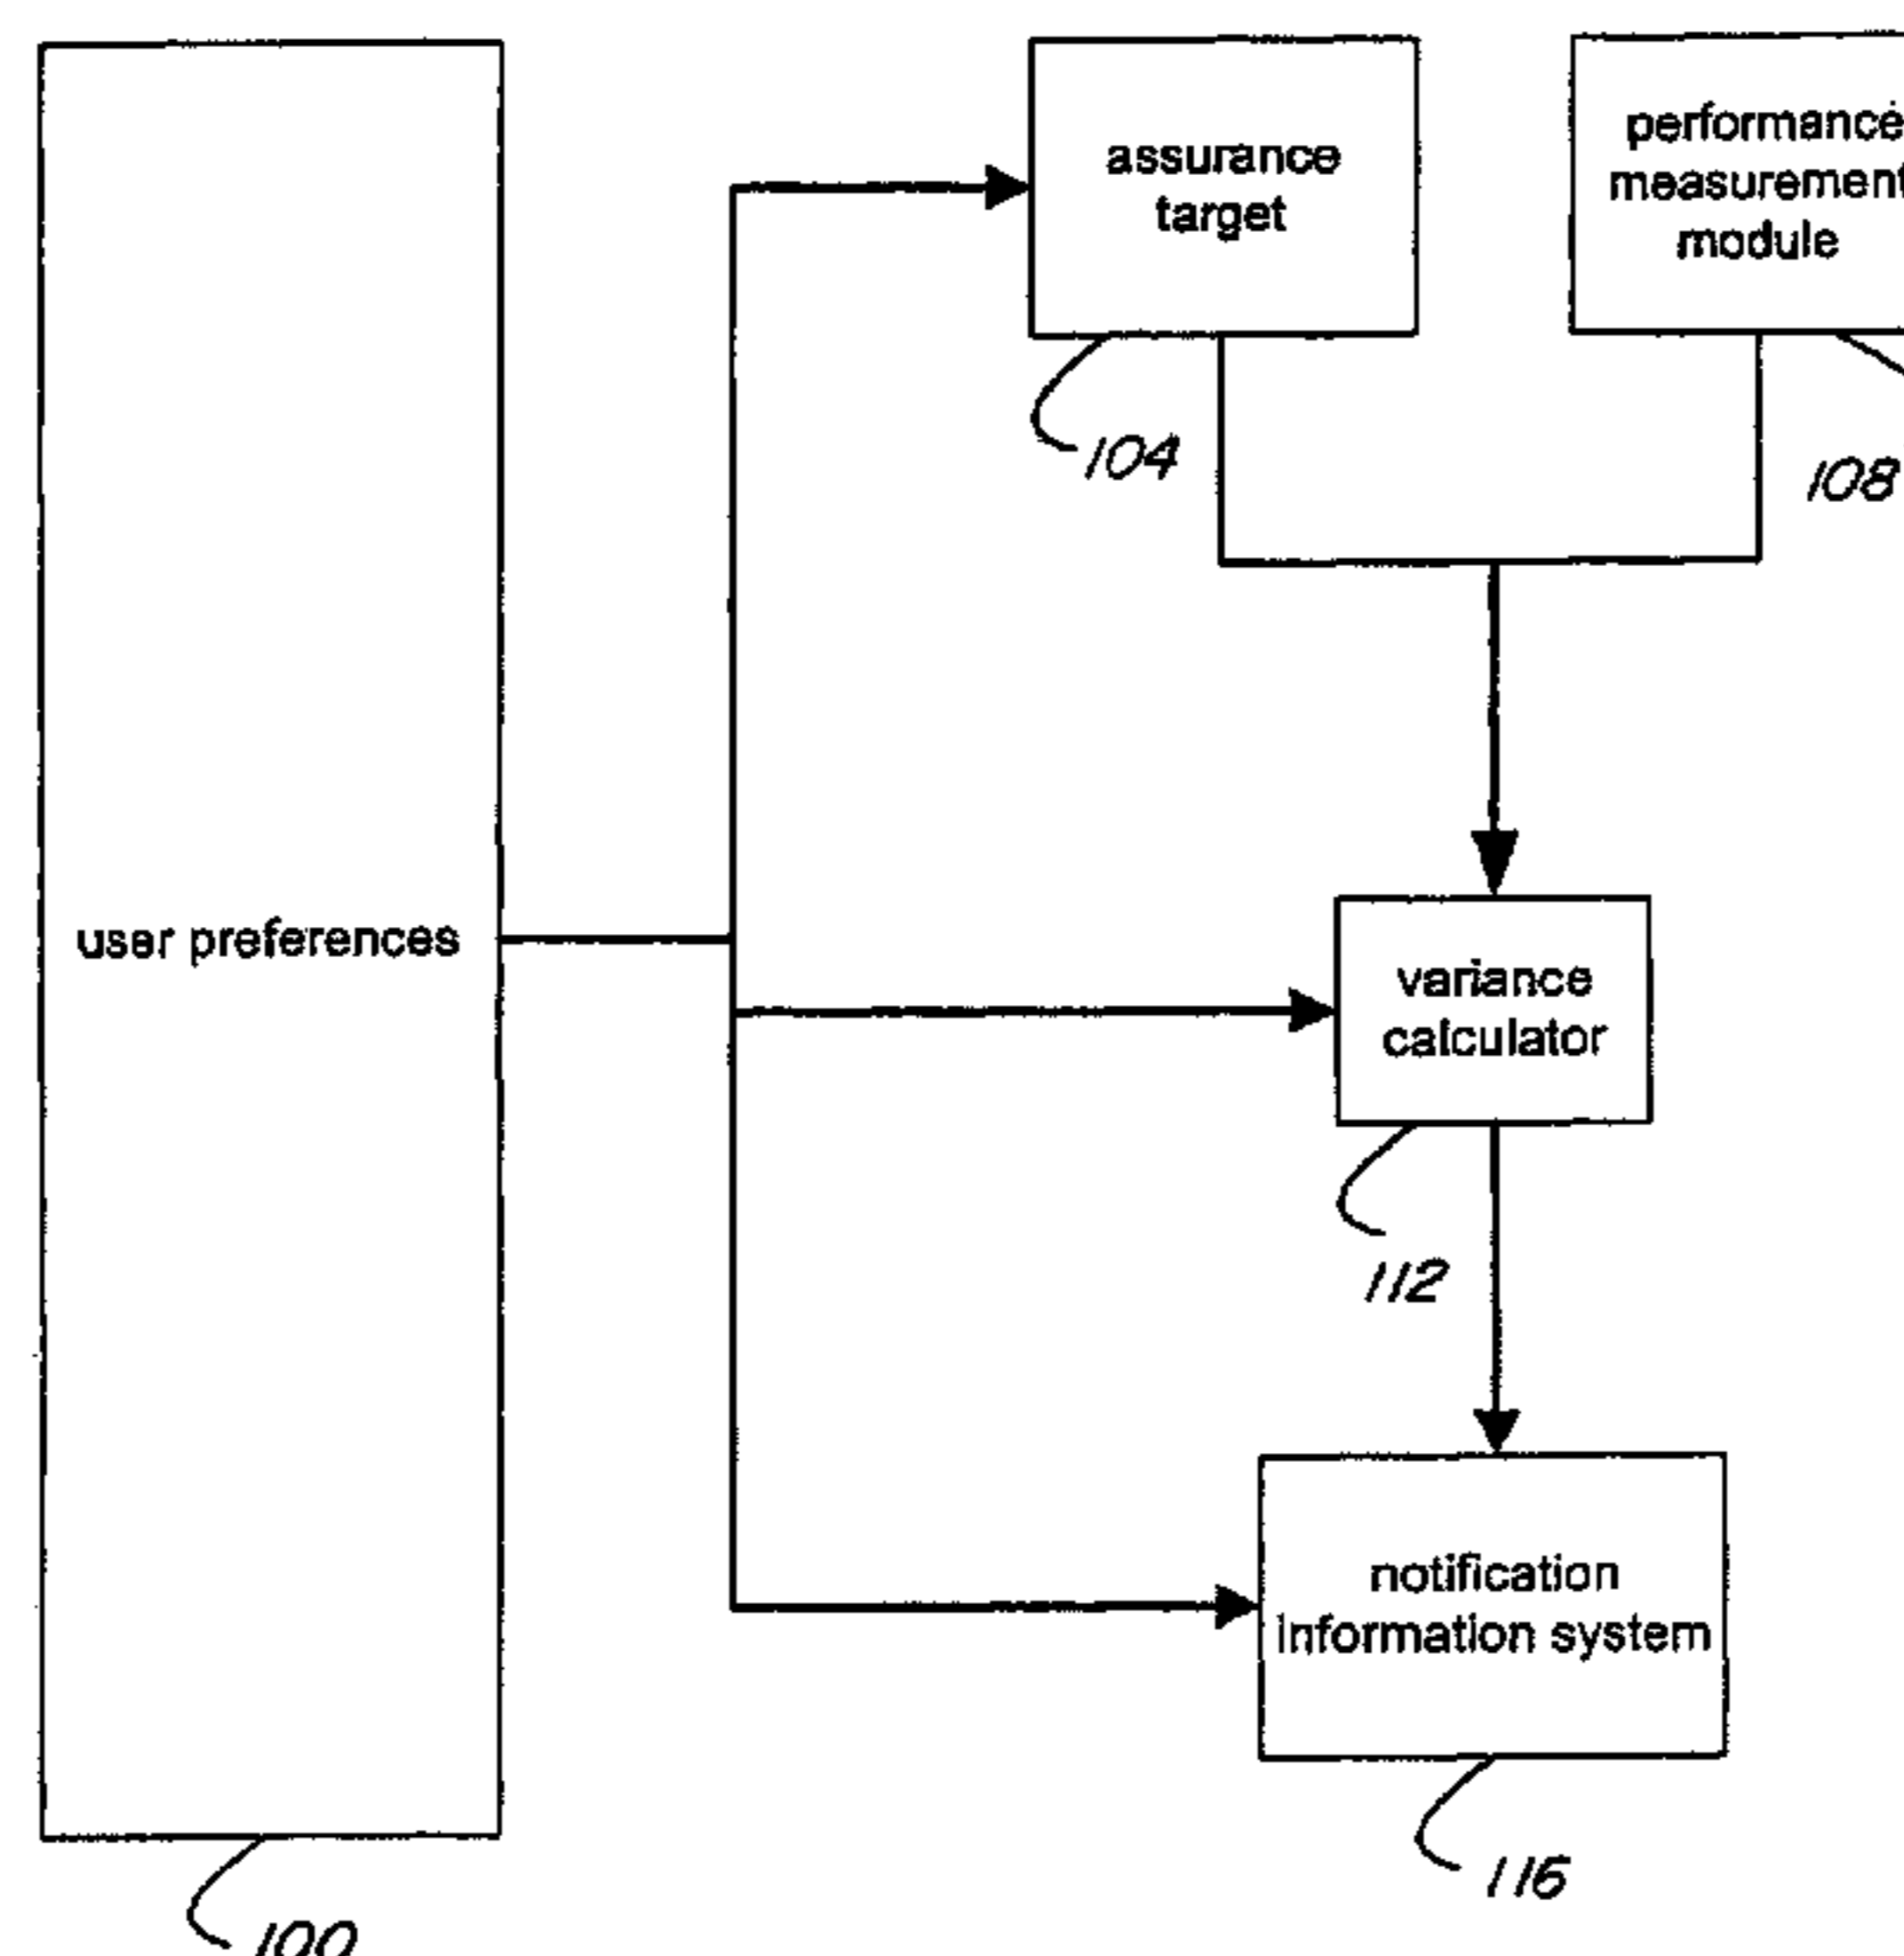 assurance
target
performance
measurement
module
104
108
user preferences
variance
calculator
112
notification
information system
116
100